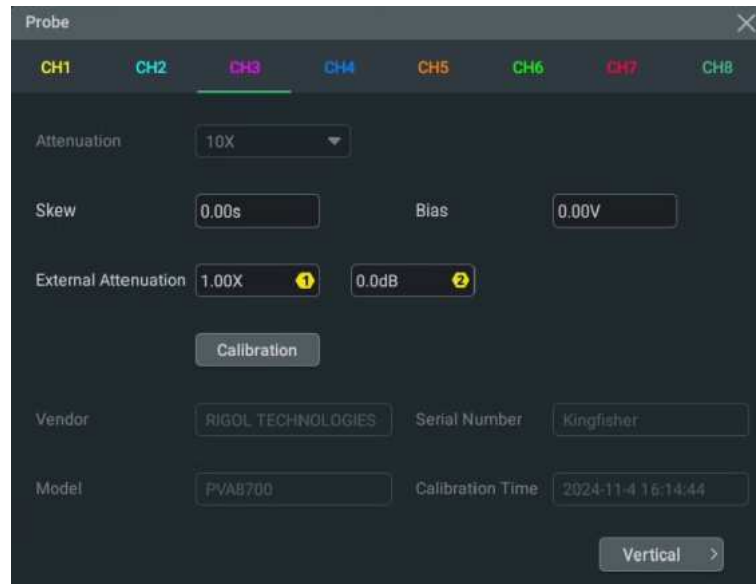 Probe
CH1 CH2 CH3 CH4 CH5 CH6 CH7 CH8
Attenuation 10X
Skew 0.00s Bias 0.00V
External Attenuation 1.00X 1 0.0dB 2
Calibration
Vendor RIGOL TECHNOLOGIES Serial Number Kingfisher
Model PVA8700 Calibration Time 2024-11-4 16:14:44
Vertical >